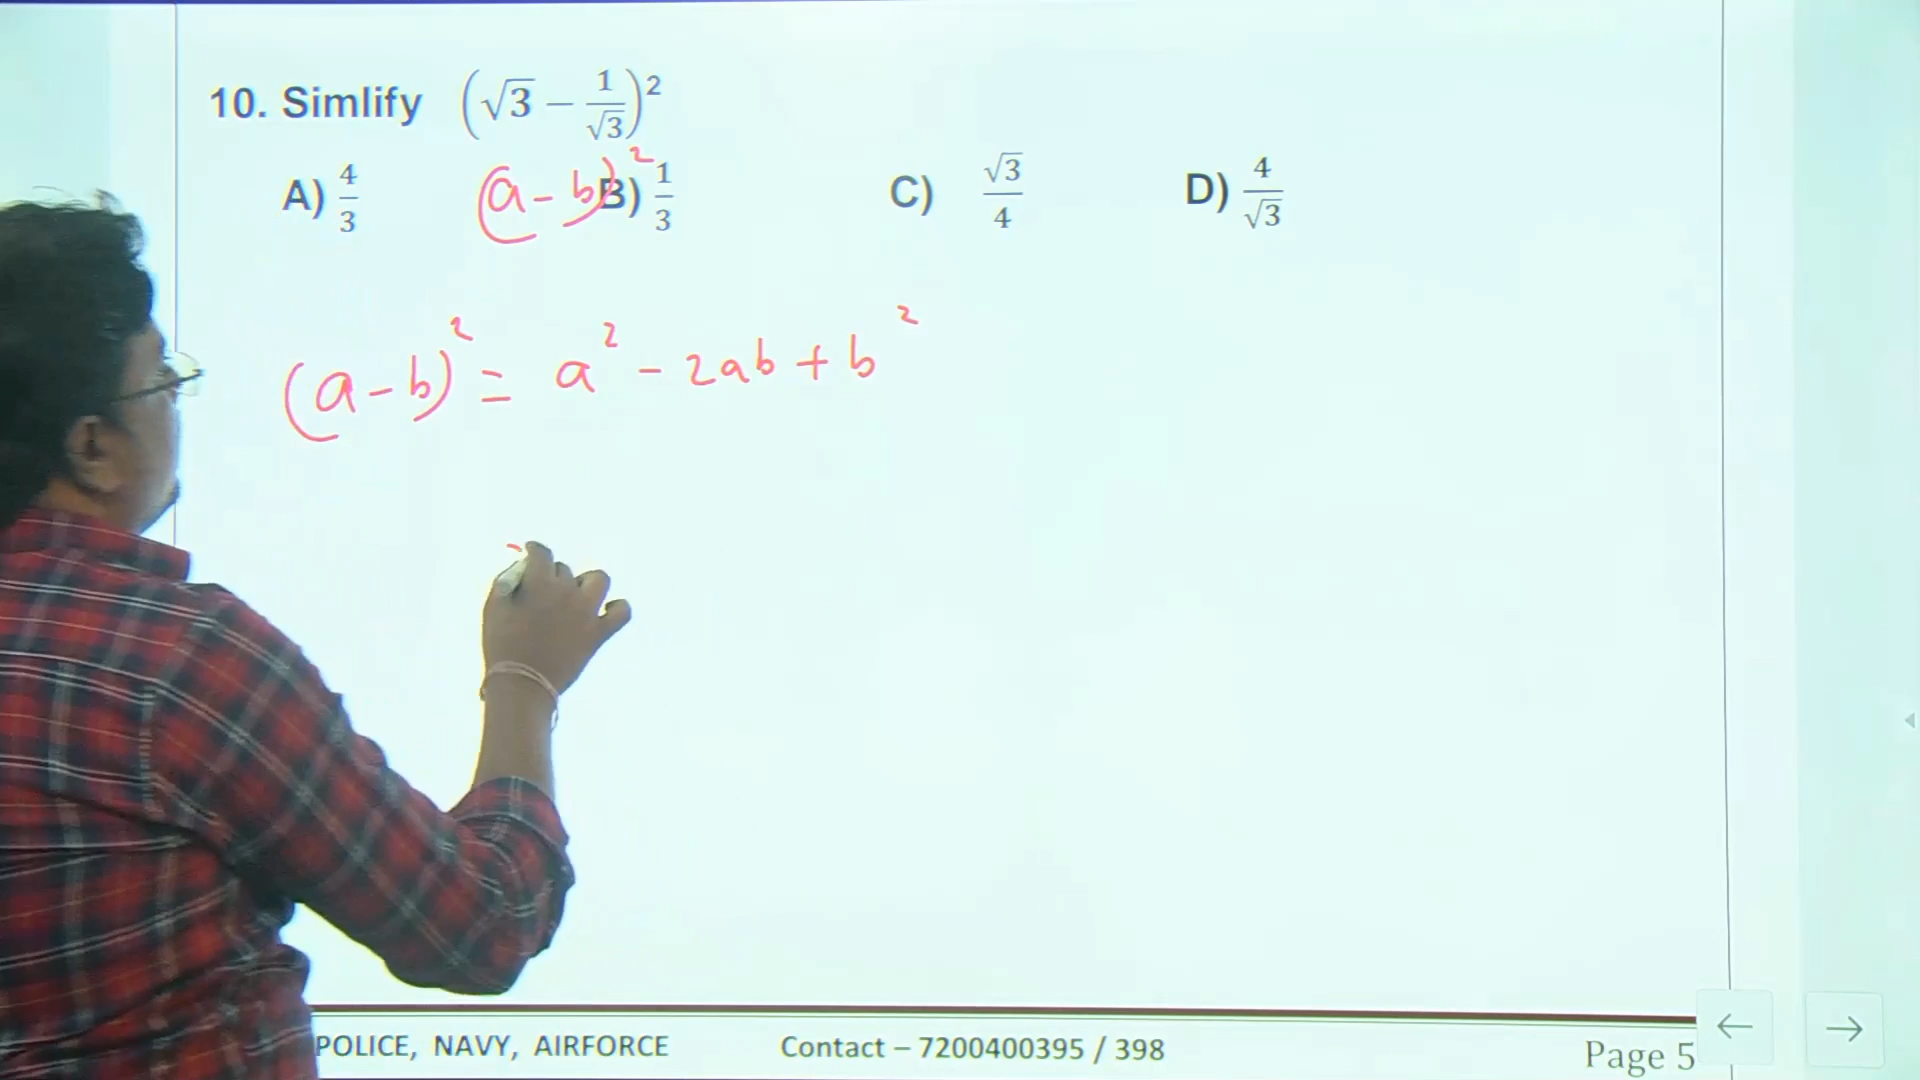 10. Simlify (√3 − 1/√3)²
A) 4/3 B) 1/3 C) √3/4 D) 4/√3
(a - b)²
(a - b)² = a² - 2ab + b²
POLICE, NAVY, AIRFORCE Contact – 7200400395 / 398 Page 5